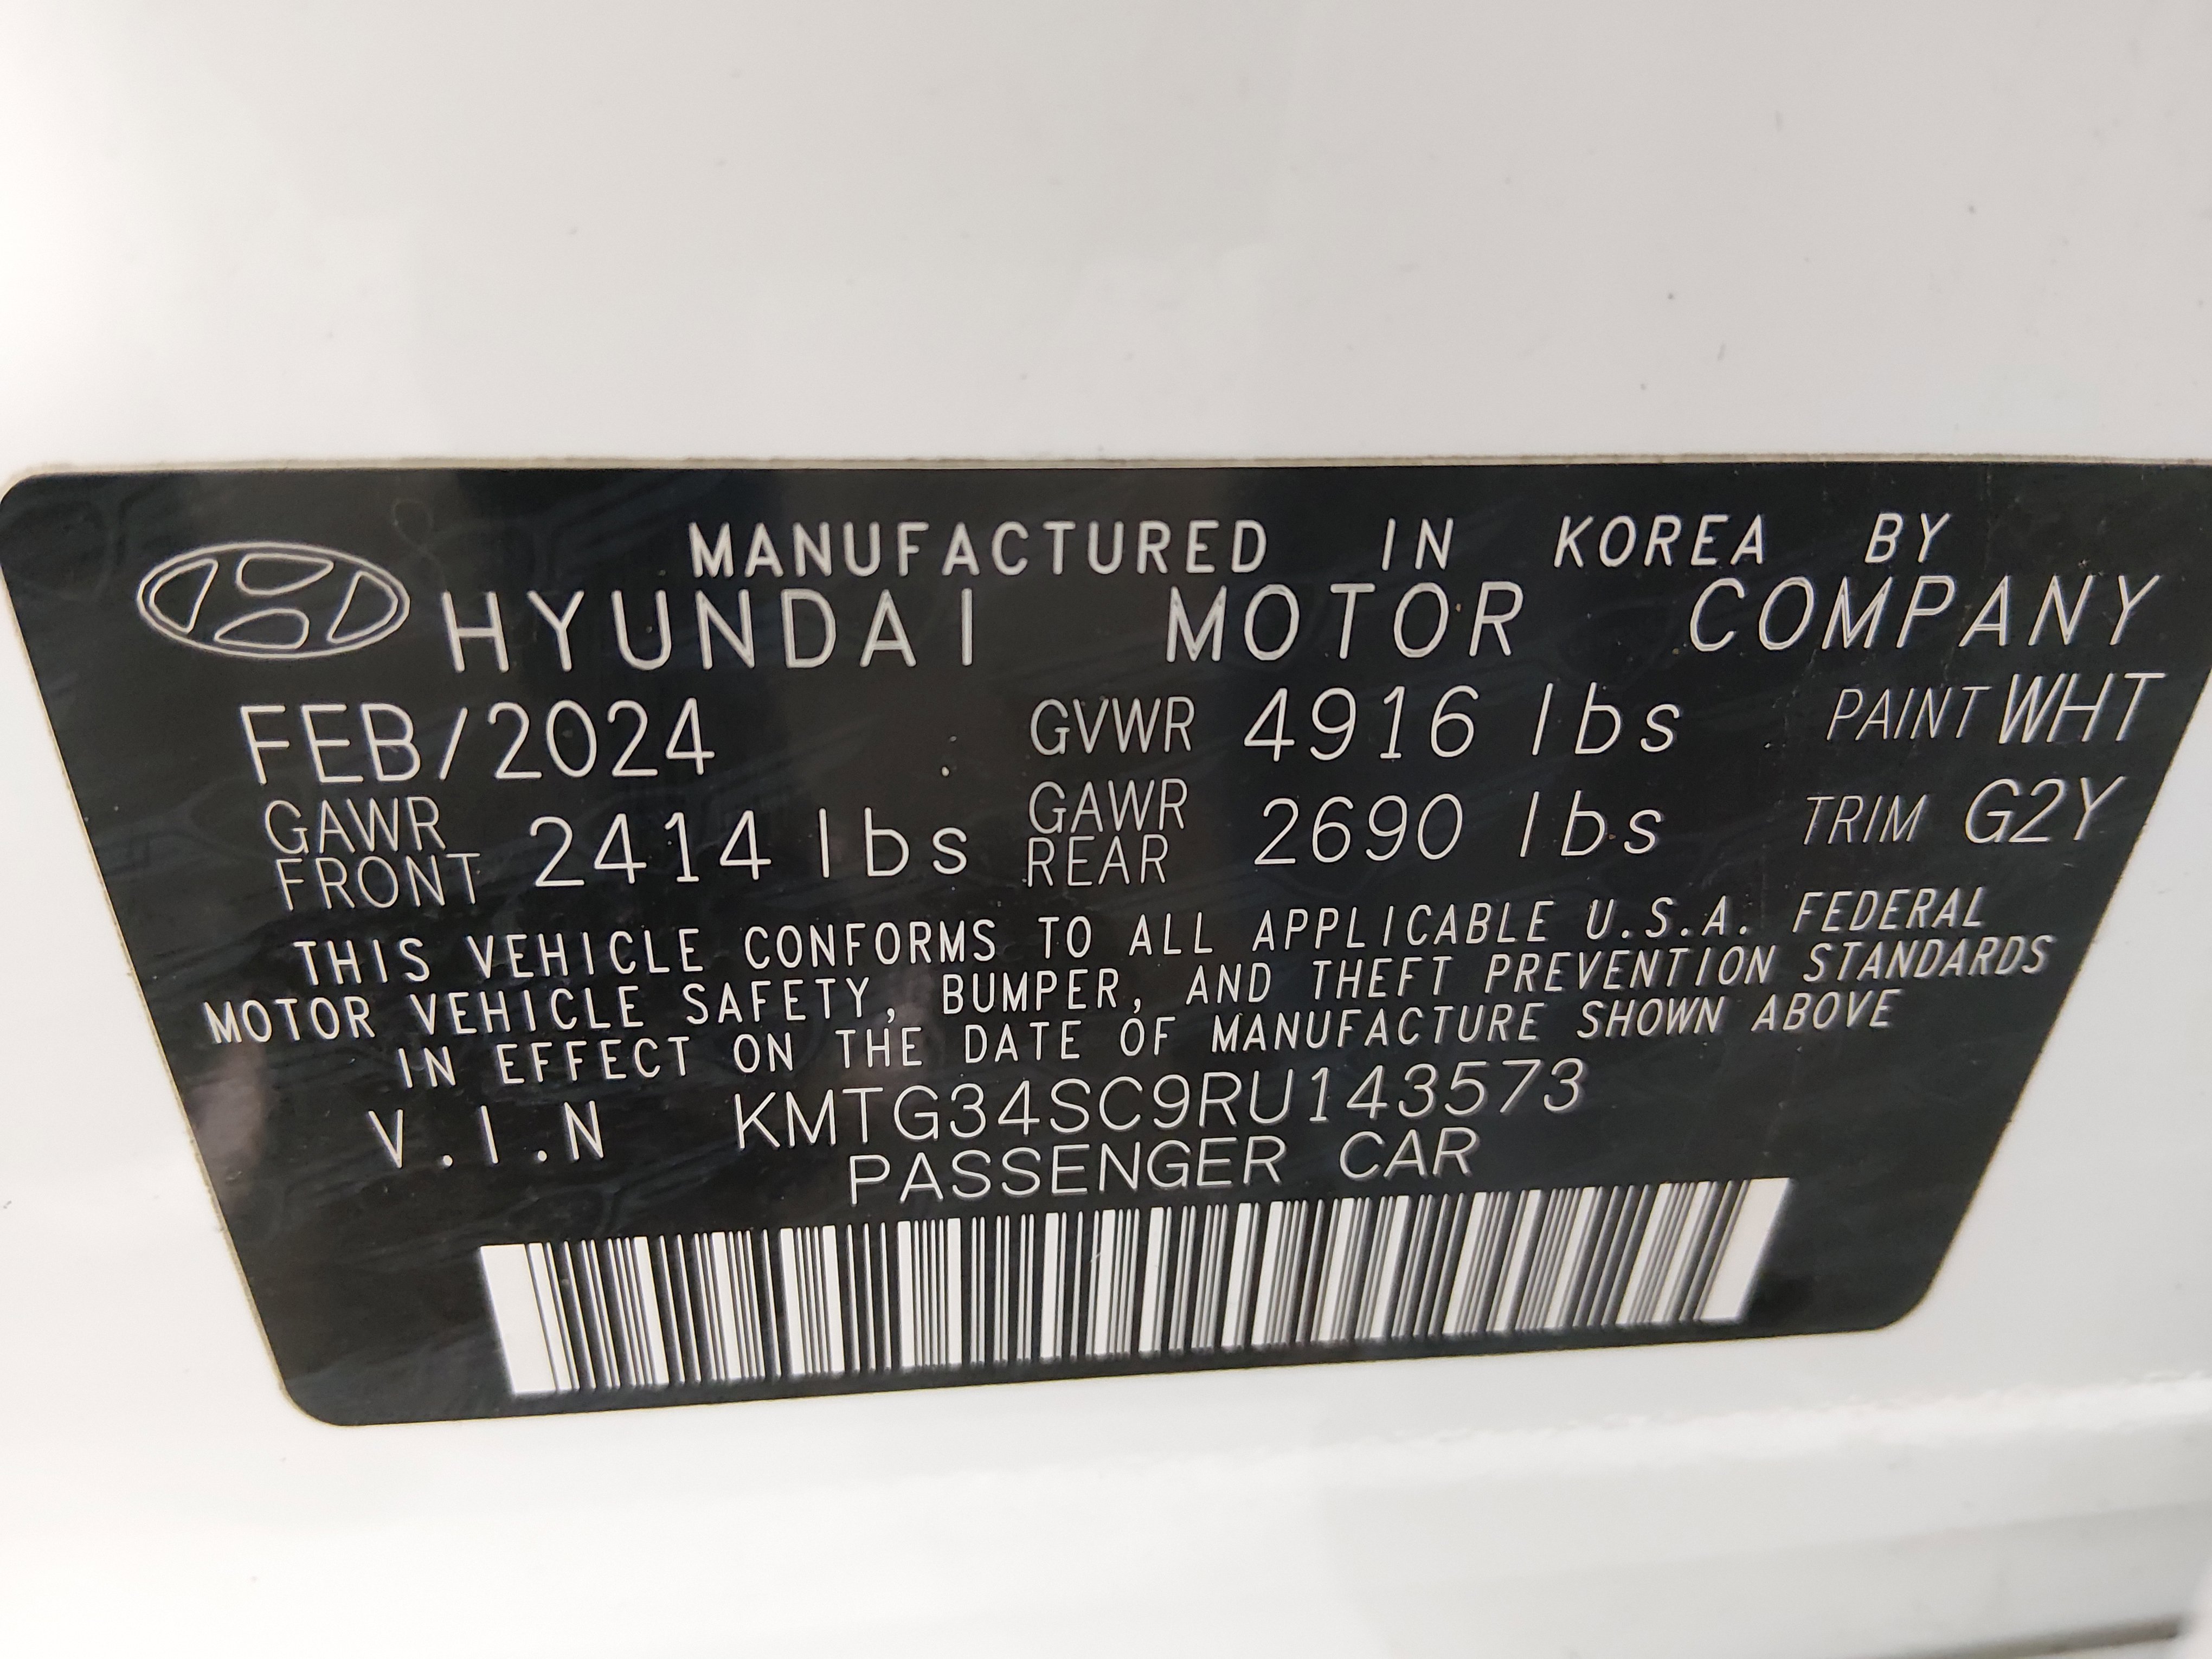 MANUFACTURED IN KOREA BY
HYUNDAI MOTOR COMPANY
FEB/2024 GVWR 4916 lbs PAINT WHT
GAWR FRONT 2414 lbs GAWR REAR 2690 lbs TRIM G2Y
THIS VEHICLE CONFORMS TO ALL APPLICABLE U.S.A. FEDERAL
MOTOR VEHICLE SAFETY, BUMPER, AND THEFT PREVENTION STANDARDS
IN EFFECT ON THE DATE OF MANUFACTURE SHOWN ABOVE
V.I.N KMTG34SC9RU143573
PASSENGER CAR